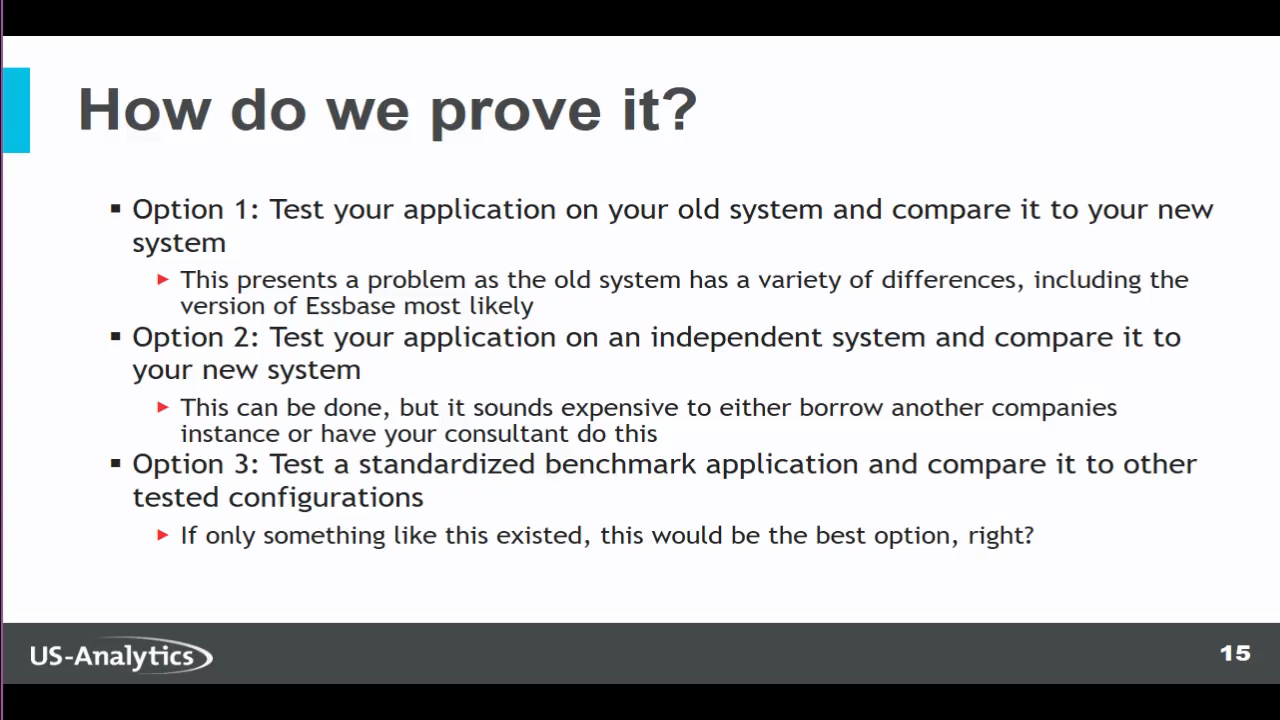 How do we prove it?
▪ Option 1: Test your application on your old system and compare it to your new
system
▸ This presents a problem as the old system has a variety of differences, including the
version of Essbase most likely
▪ Option 2: Test your application on an independent system and compare it to
your new system
▸ This can be done, but it sounds expensive to either borrow another companies
instance or have your consultant do this
▪ Option 3: Test a standardized benchmark application and compare it to other
tested configurations
▸ If only something like this existed, this would be the best option, right?
US-Analytics
15